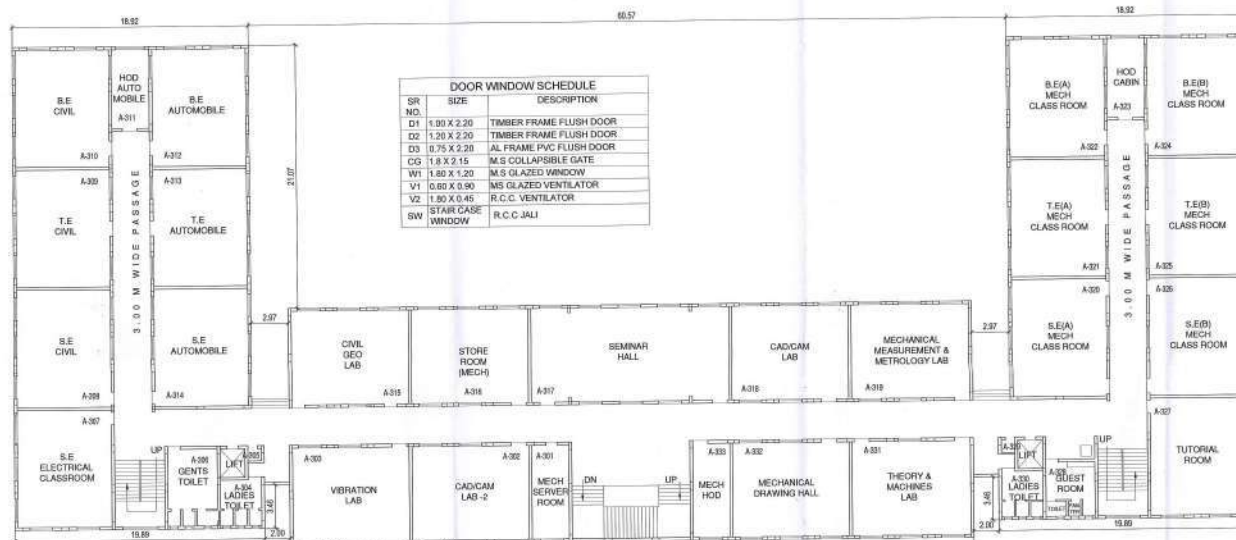 18.92
60.57
18.92
DOOR WINDOW SCHEDULE
SR NO. SIZE DESCRIPTION
D1 1.00 X 2.20 TIMBER FRAME FLUSH DOOR
D2 1.20 X 2.20 TIMBER FRAME FLUSH DOOR
D3 0.75 X 2.20 AL FRAME PVC FLUSH DOOR
CG 1.8 X 2.15 M.S COLLAPSIBLE GATE
W1 1.80 X 1.20 M.S GLAZED WINDOW
V1 0.60 X 0.90 MS GLAZED VENTILATOR
V2 1.80 X 0.45 R.C.C. VENTILATOR
SW STAIR CASE WINDOW R.C.C JALI
B.E
CIVIL
A-310
HOD
AUTO
MOBILE
A-311
B.E
AUTOMOBILE
A-312
21.07
A-309
T.E
CIVIL
3.00 M WIDE PASSAGE
A-313
T.E
AUTOMOBILE
S.E
CIVIL
S.E
AUTOMOBILE
A-314
2.97
A-307
S.E
ELECTRICAL
CLASSROOM
UP
A-306
GENTS
TOILET
LIFT
A-305
A-304
LADIES
TOILET
3.46
19.89
2.00
CIVIL
GEO
LAB
A-315
STORE
ROOM
(MECH)
A-316
SEMINAR
HALL
A-317
CAD/CAM
LAB
A-318
MECHANICAL
MEASUREMENT &
METROLOGY LAB
A-319
2.97
A-303
VIBRATION
LAB
A-302
CAD/CAM
LAB -2
A-301
MECH
SERVER
ROOM
DN
UP
A-333
MECH
HOD
A-332
MECHANICAL
DRAWING HALL
A-331
THEORY &
MACHINES
LAB
3.46
2.00
B.E(A)
MECH
CLASS ROOM
A-322
HOD
CABIN
A-323
B.E(B)
MECH
CLASS ROOM
A-324
T.E(A)
MECH
CLASS ROOM
A-321
3.00 M WIDE PASSAGE
T.E(B)
MECH
CLASS ROOM
A-325
A-320
S.E(A)
MECH
CLASS ROOM
A-326
S.E(B)
MECH
CLASS ROOM
A-327
TUTORIAL
ROOM
LIFT
A-330
LADIES
TOILET
GUEST
ROOM
TOILET
UP
19.89